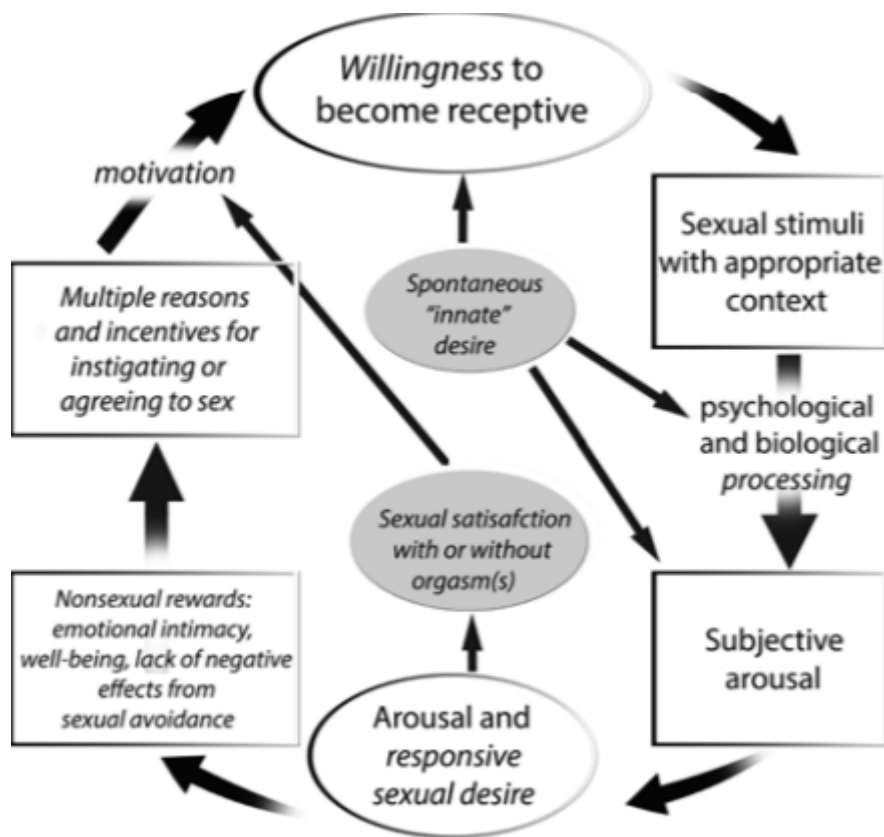 Willingness to
become receptive
motivation
Sexual stimuli
with appropriate
context
Multiple reasons
and incentives for
instigating or
agreeing to sex
Spontaneous
"innate"
desire
psychological
and biological
processing
Sexual satisafction
with or without
orgasm(s)
Nonsexual rewards:
emotional intimacy,
well-being, lack of negative
effects from
sexual avoidance
Subjective
arousal
Arousal and
responsive
sexual desire